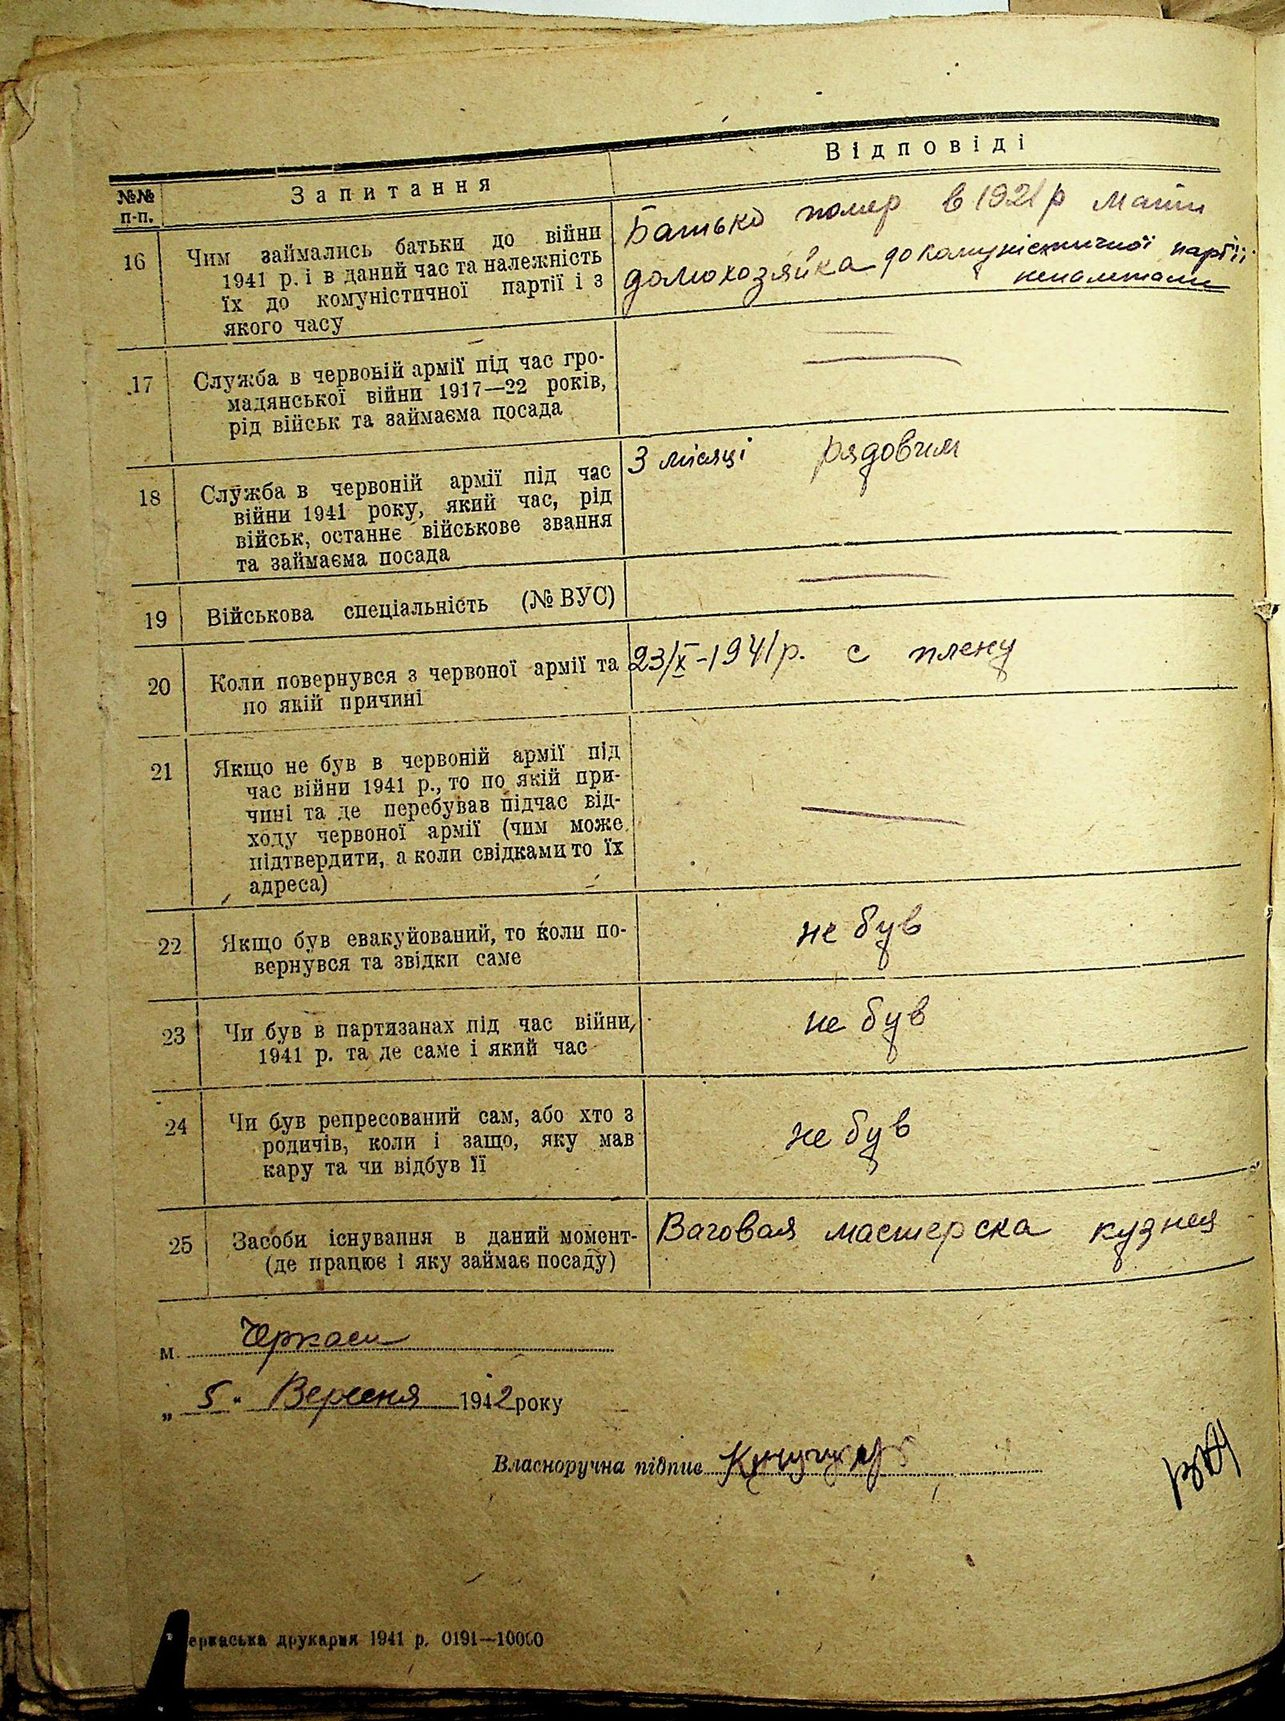 №№ п-п.
Запитання
Відповіді
16
Чим займались батьки до війни
1941 р. і в даний час та належність
їх до комуністичної партії і з
якого часу
Батько помер в 1921 р мати
домохозяйка до комуністичної партії
17
Служба в червоній армії під час гро-
мадянської війни 1917—22 років,
рід військ та займаєма посада
—
18
Служба в червоній армії під час
війни 1941 року, який час, рід
військ, останнє військове звання
та займаєма посада
3 місяці рядовим
19
Військова спеціальність (№ ВУС)
—
20
Коли повернувся з червоної армії та
по якій причині
23/X-1941 р. с плену
21
Якщо не був в червоній армії під
час війни 1941 р., то по якій при-
чині та де перебував підчас від-
ходу червоної армії (чим може
підтвердити, а коли свідками то їх
адреса)
—
22
Якщо був евакуйований, то коли по-
вернувся та звідки саме
не був
23
Чи був в партизанах під час війни
1941 р. та де саме і який час
не був
24
Чи був репресований сам, або хто з
родичів, коли і защо, яку мав
кару та чи відбув її
не був
25
Засоби існування в даний момент-
(де працює і яку займає посаду)
Ваговая мастерска кузнец
м. Черкаси
„ 5 " Вересня 1942 року
Власноручна підпис
еркаська друкарня 1941 р. 0191—10000